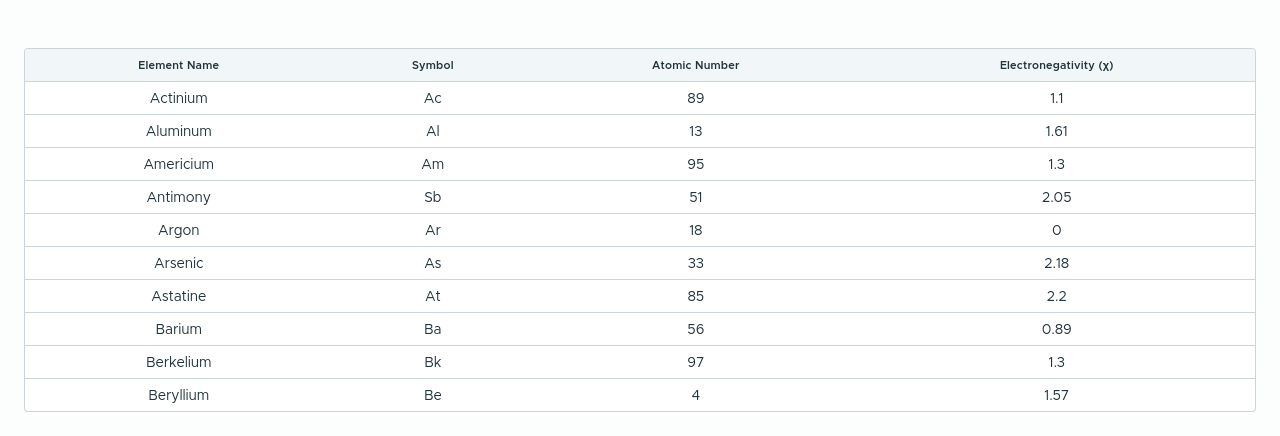 Element Name Symbol Atomic Number Electronegativity (χ)
Actinium Ac 89 1.1
Aluminum Al 13 1.61
Americium Am 95 1.3
Antimony Sb 51 2.05
Argon Ar 18 0
Arsenic As 33 2.18
Astatine At 85 2.2
Barium Ba 56 0.89
Berkelium Bk 97 1.3
Beryllium Be 4 1.57